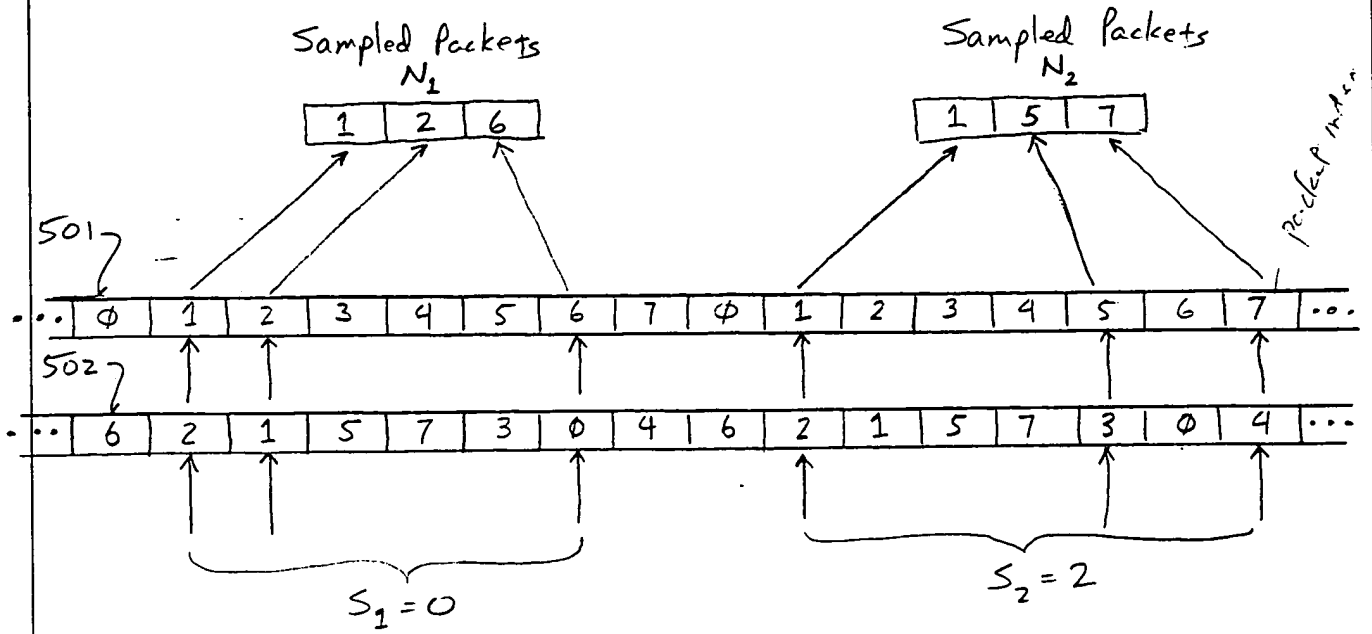 Sampled Packets
N₁
1 2 6
Sampled Packets
N₂
1 5 7
packet index
501
··· φ 1 2 3 4 5 6 7 φ 1 2 3 4 5 6 7 ···
502
··· 6 2 1 5 7 3 φ 4 6 2 1 5 7 3 φ 4 ···
S₁ = 0
S₂ = 2